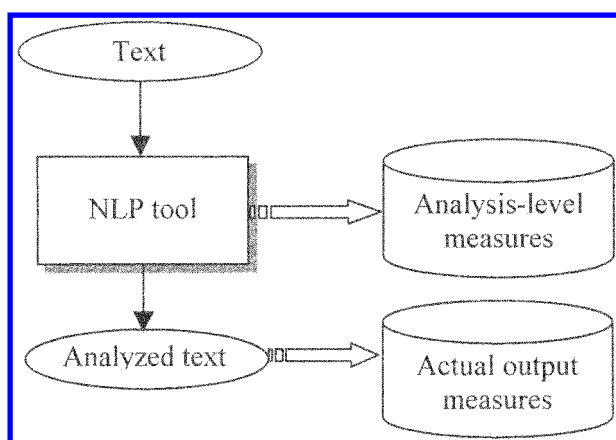 Text
NLP tool
Analysis-level
measures
Analyzed text
Actual output
measures